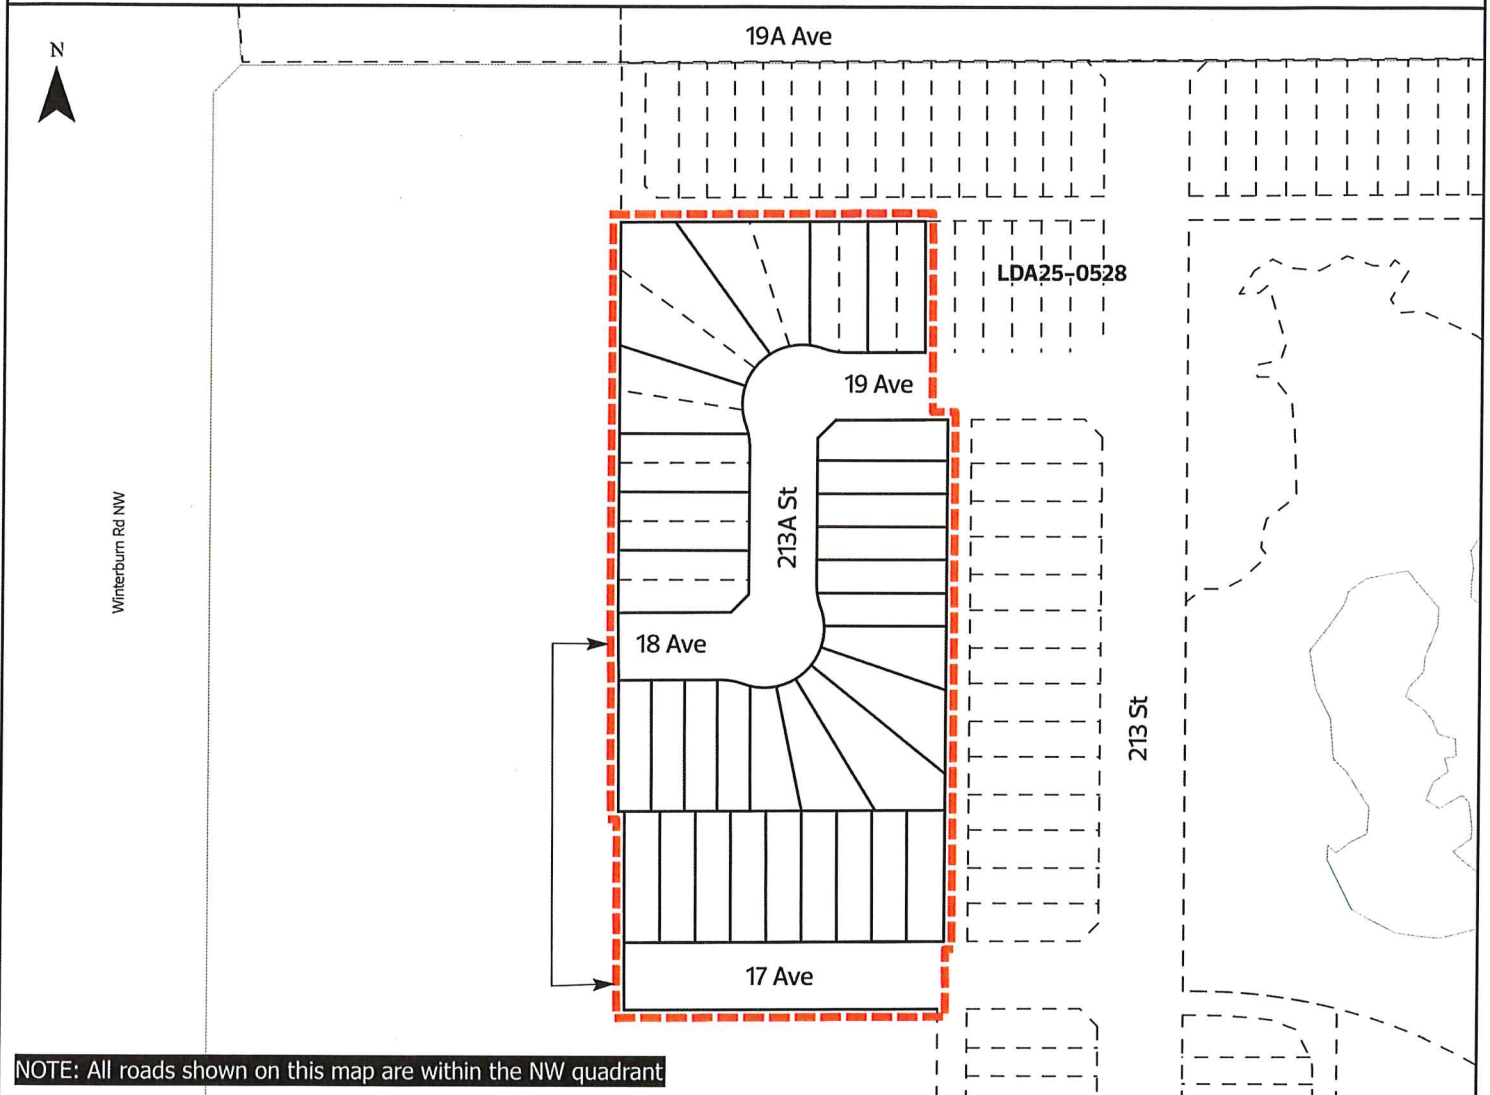 19A Ave
N
LDA25-0528
19 Ave
213A St
Winterburn Rd NW
18 Ave
213 St
17 Ave
NOTE: All roads shown on this map are within the NW quadrant